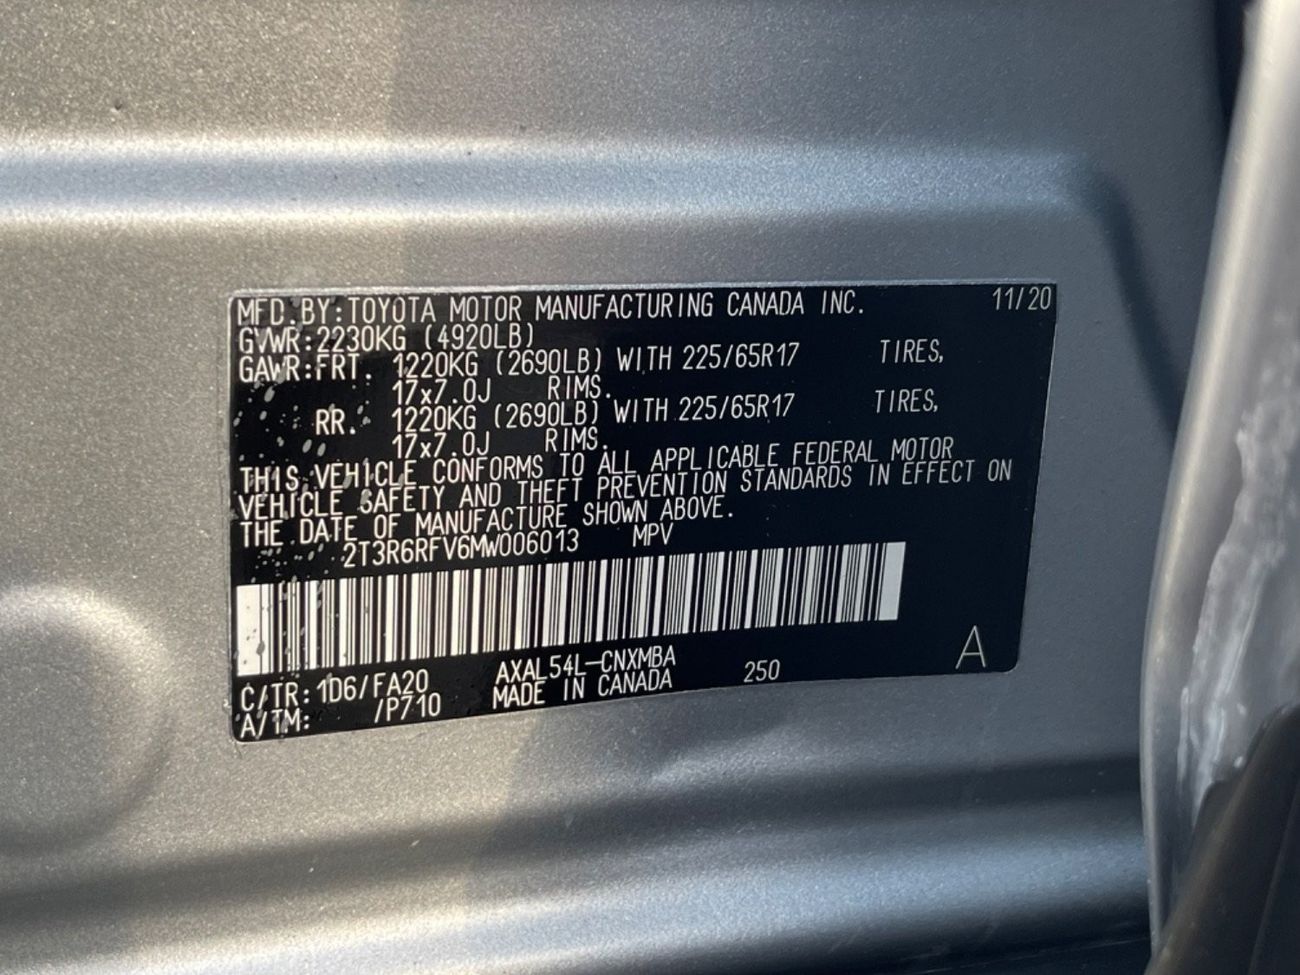 MFD.BY:TOYOTA MOTOR MANUFACTURING CANADA INC. 11/20
GVWR:2230KG (4920LB)
GAWR:FRT. 1220KG (2690LB) WITH 225/65R17 TIRES,
17x7.0J RIMS.
RR. 1220KG (2690LB) WITH 225/65R17 TIRES,
17x7.0J RIMS.
THIS VEHICLE CONFORMS TO ALL APPLICABLE FEDERAL MOTOR
VEHICLE SAFETY AND THEFT PREVENTION STANDARDS IN EFFECT ON
THE DATE OF MANUFACTURE SHOWN ABOVE.
2T3R6RFV6MW006013 MPV
C/TR:1D6/FA20 AXAL54L-CNXMBA 250 A
A/TM: /P710 MADE IN CANADA